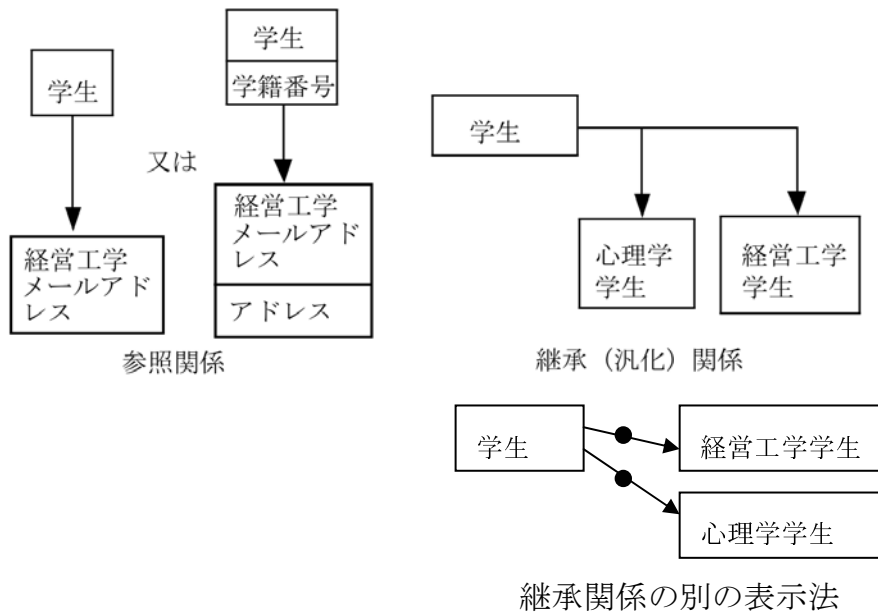 学生
又は
学生
学籍番号
経営工学
メールアド
レス
経営工学
メールアド
レス
アドレス
参照関係
学生
心理学
学生
経営工学
学生
継承（汎化）関係
学生
経営工学学生
心理学学生
継承関係の別の表示法